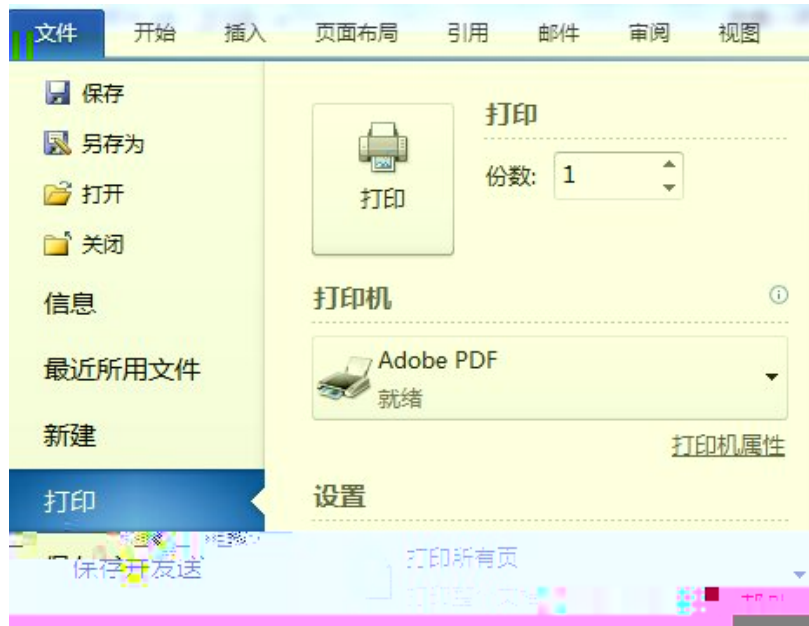 文件 开始 插入 页面布局 引用 邮件 审阅 视图
保存
另存为
打开
关闭
信息
最近所用文件
新建
打印
保存并发送
打印
打印
份数: 1
打印机
Adobe PDF
就绪
打印机属性
设置
打印所有页